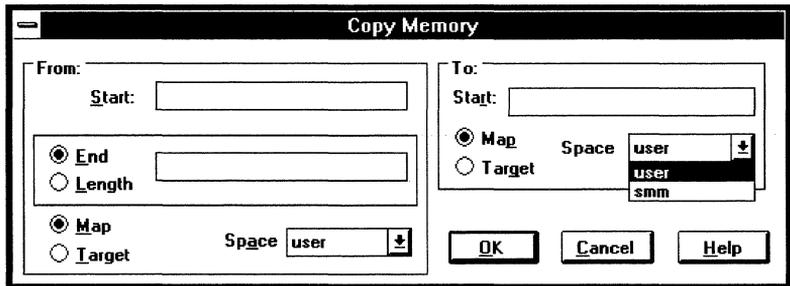 Copy Memory
From:
Start:
End
Length
Map
Target
Space user
To:
Start:
Map
Target
Space user
user
smm
OK
Cancel
Help